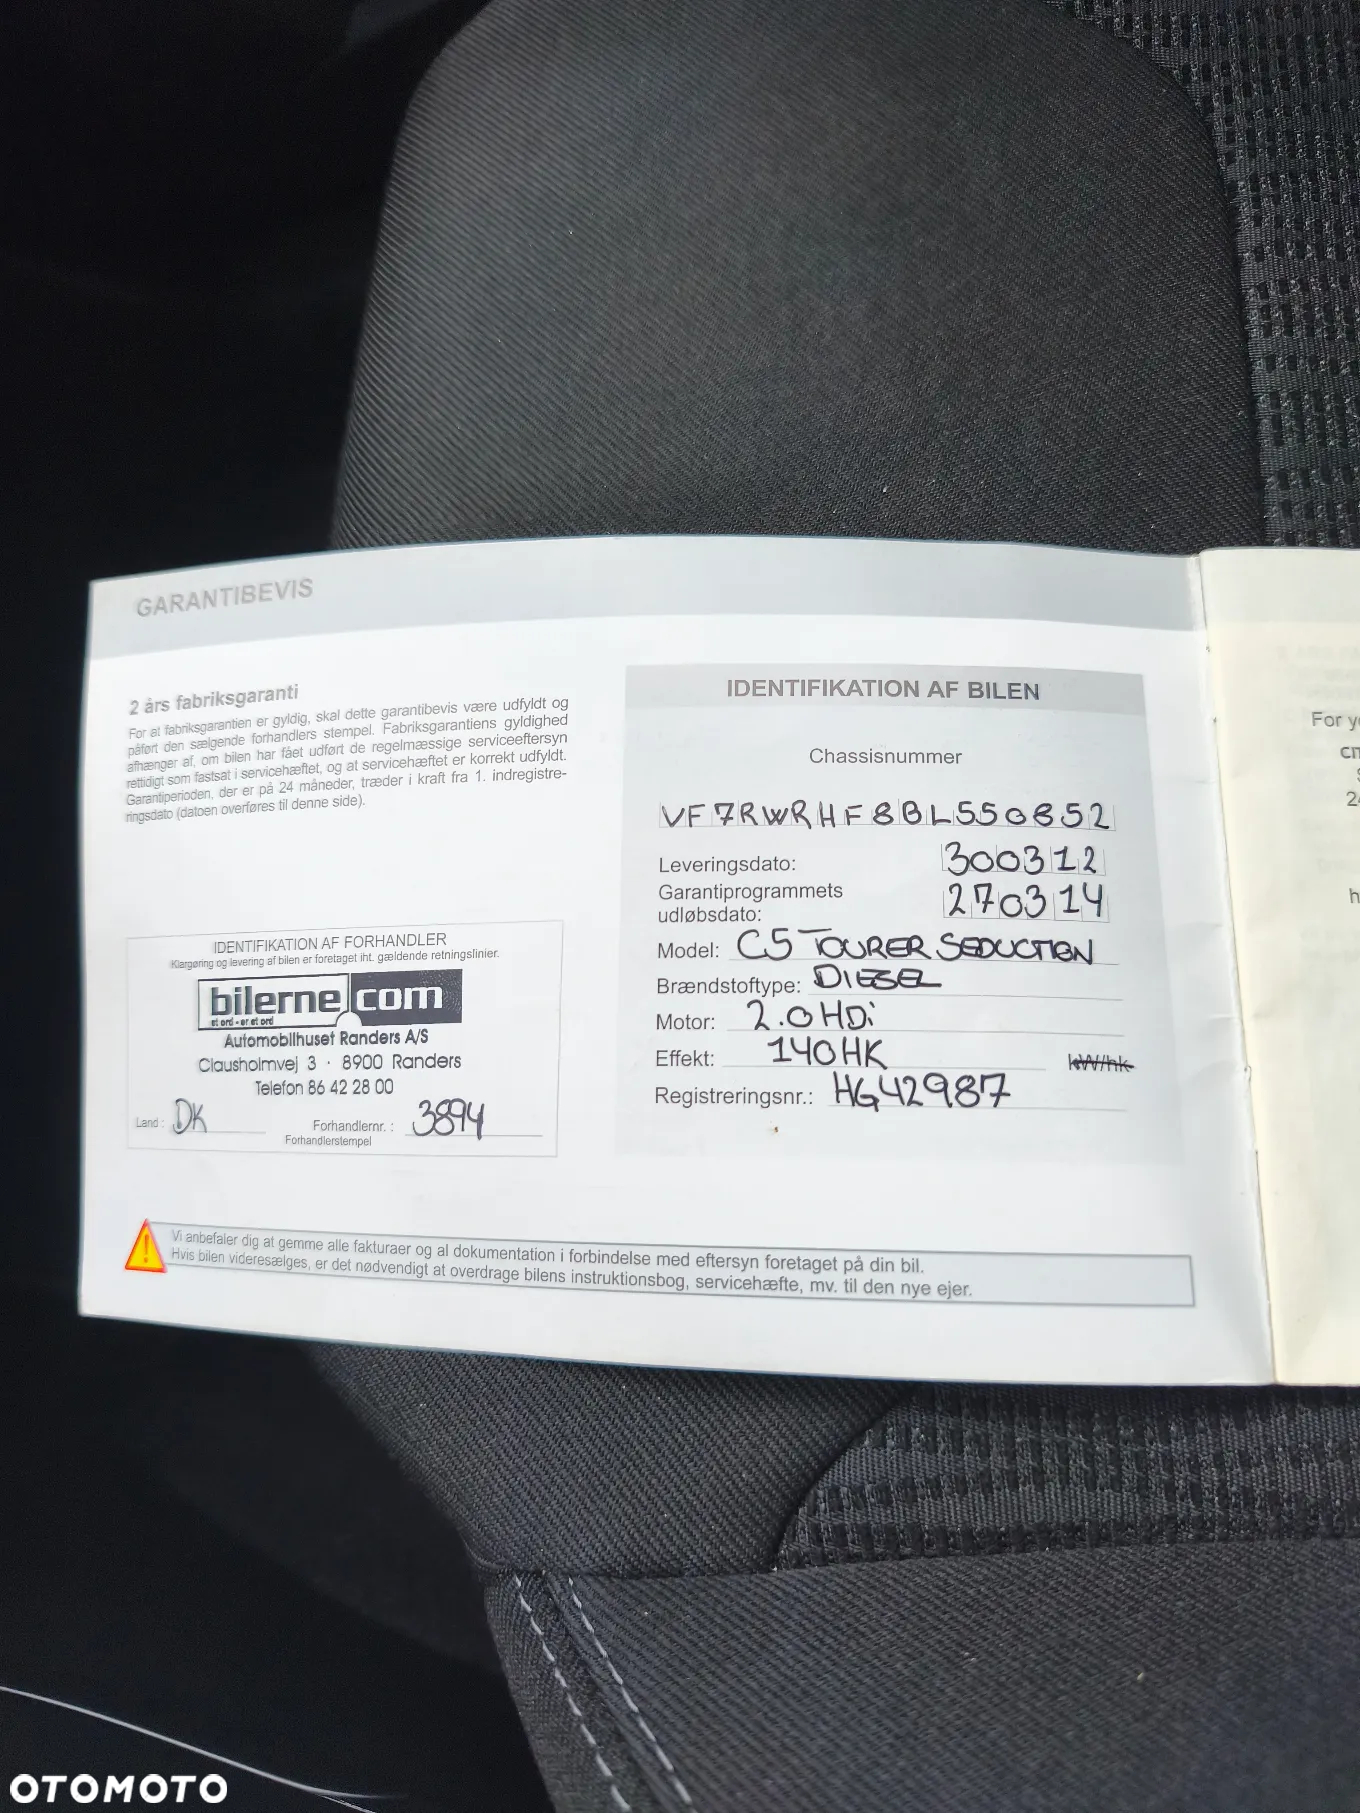 GARANTIBEVIS
2 års fabriksgaranti
For at fabriksgarantien er gyldig, skal dette garantibevis være udfyldt og
påført den sælgende forhandlers stempel. Fabriksgarantiens gyldighed
afhænger af, om bilen har fået udført de regelmæssige serviceeftersyn
rettidigt som fastsat i servicehæftet, og at servicehæftet er korrekt udfyldt.
Garantiperioden, der er på 24 måneder, træder i kraft fra 1. indregistre-
ringsdato (datoen overføres til denne side).
IDENTIFIKATION AF FORHANDLER
Klargøring og levering af bilen er foretaget iht. gældende retningslinier.
bilerne.com
et ord - er et ord
Automobilhuset Randers A/S
Clausholmvej 3 · 8900 Randers
Telefon 86 42 28 00
Land : DK Forhandlernr. : 3894
Forhandlerstempel
IDENTIFIKATION AF BILEN
Chassisnummer
VF7RWRHF8BL550852
Leveringsdato: 300312
Garantiprogrammets
udløbsdato: 270314
Model: C5 TOURER SEDUCTION
Brændstoftype: DIESEL
Motor: 2.0 HDi
Effekt: 140 HK kW/hk
Registreringsnr.: HG42987
Vi anbefaler dig at gemme alle fakturaer og al dokumentation i forbindelse med eftersyn foretaget på din bil.
Hvis bilen videresælges, er det nødvendigt at overdrage bilens instruktionsbog, servicehæfte, mv. til den nye ejer.
For
OTOMOTO